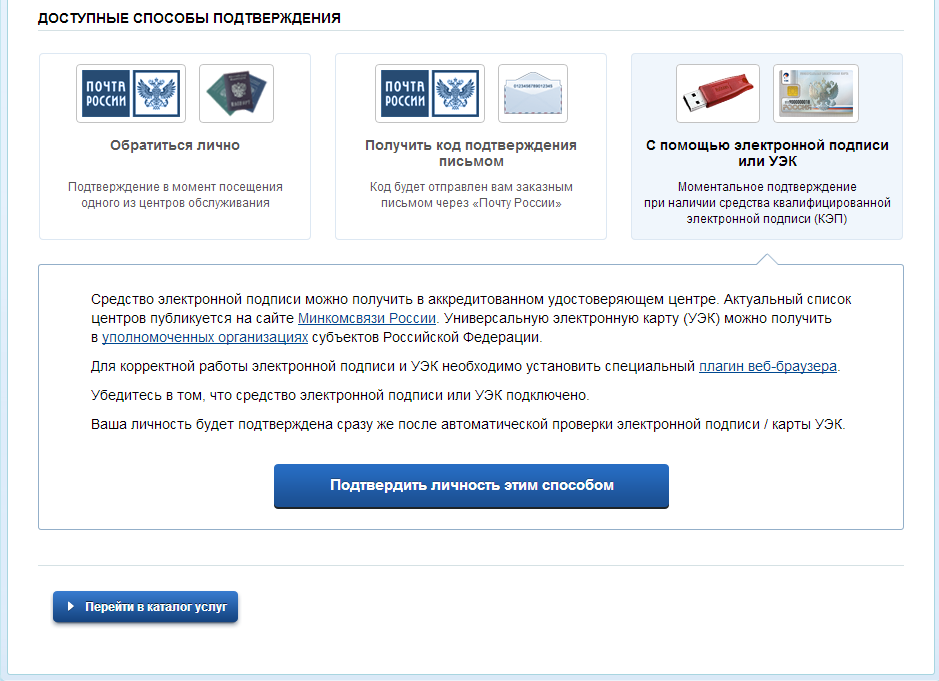 ДОСТУПНЫЕ СПОСОБЫ ПОДТВЕРЖДЕНИЯ
ПОЧТА
РОССИИ
ПАСПОРТ
Обратиться лично
Подтверждение в момент посещения
одного из центров обслуживания
ПОЧТА
РОССИИ
Получить код подтверждения
письмом
Код будет отправлен вам заказным
письмом через «Почту России»
С помощью электронной подписи
или УЭК
Моментальное подтверждение
при наличии средства квалифицированной
электронной подписи (КЭП)
Средство электронной подписи можно получить в аккредитованном удостоверяющем центре. Актуальный список
центров публикуется на сайте Минкомсвязи России. Универсальную электронную карту (УЭК) можно получить
в уполномоченных организациях субъектов Российской Федерации.
Для корректной работы электронной подписи и УЭК необходимо установить специальный плагин веб-браузера.
Убедитесь в том, что средство электронной подписи или УЭК подключено.
Ваша личность будет подтверждена сразу же после автоматической проверки электронной подписи / карты УЭК.
Подтвердить личность этим способом
Перейти в каталог услуг